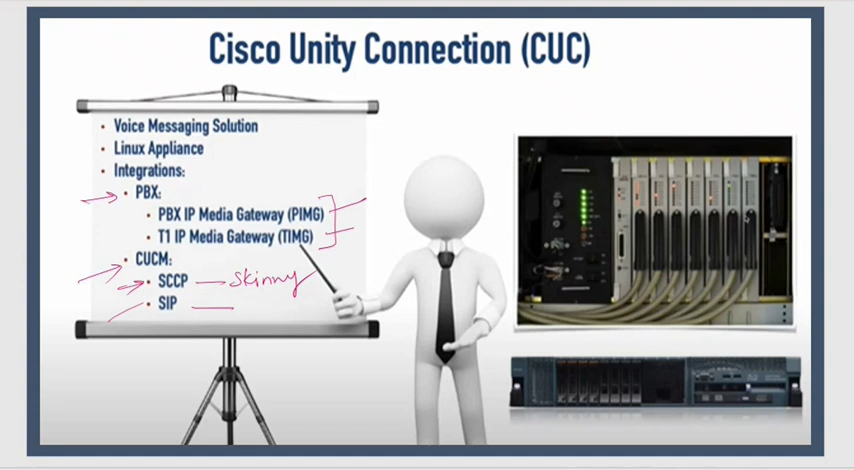 Cisco Unity Connection (CUC)
• Voice Messaging Solution
• Linux Appliance
• Integrations:
• PBX:
• PBX IP Media Gateway (PIMG)
• T1 IP Media Gateway (TIMG)
• CUCM:
• SCCP — skinny
• SIP —